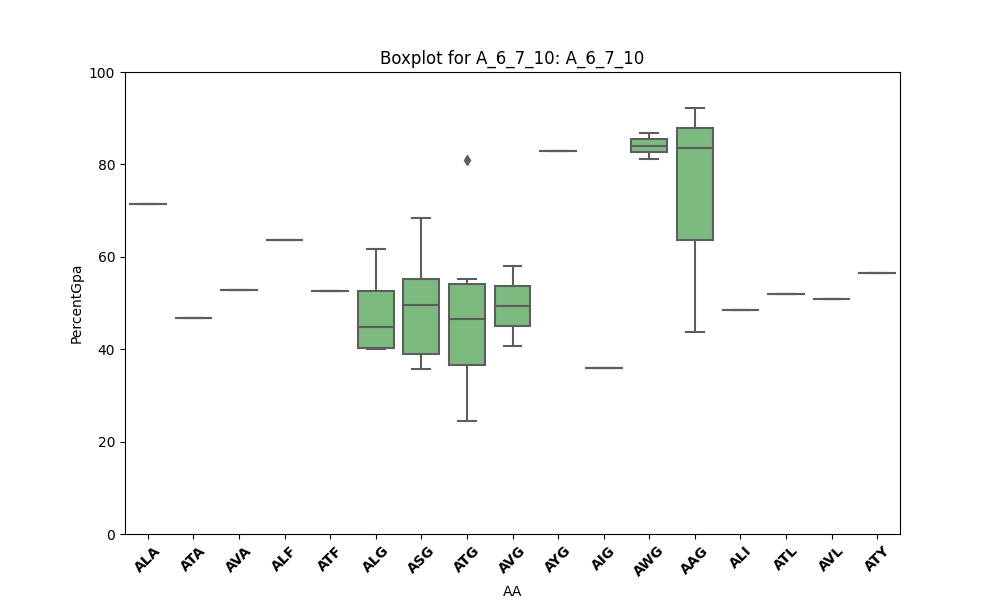 Boxplot for A_6_7_10: A_6_7_10
PercentGpa
100
80
60
40
20
0
ALA ATA AVA ALF ATF ALG ASG ATG AVG AYG AIG AWG AAG ALI ATL AVL ATY
AA